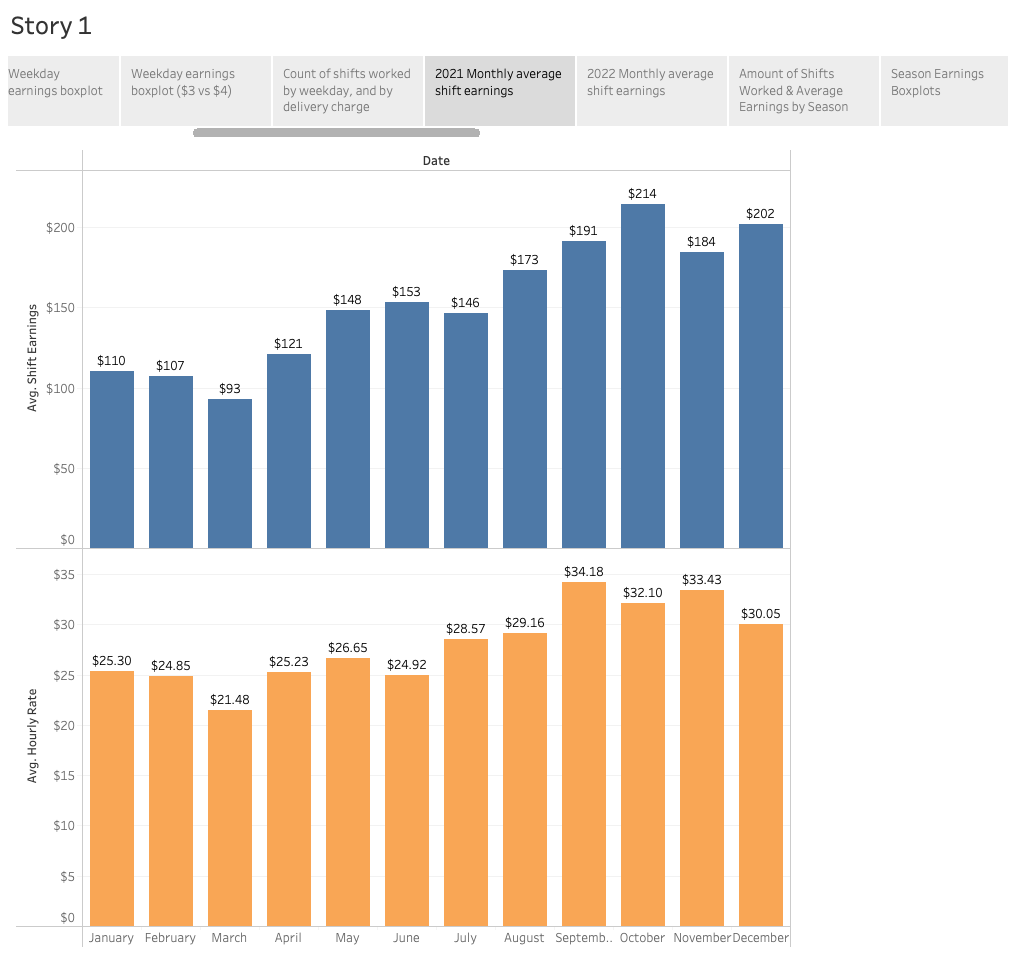 Story 1
Weekday
earnings boxplot
Weekday earnings
boxplot ($3 vs $4)
Count of shifts worked
by weekday, and by
delivery charge
2021 Monthly average
shift earnings
2022 Monthly average
shift earnings
Amount of Shifts
Worked & Average
Earnings by Season
Season Earnings
Boxplots
Date
Avg. Shift Earnings
$200
$150
$100
$50
$0
$110
$107
$93
$121
$148
$153
$146
$173
$191
$214
$184
$202
Avg. Hourly Rate
$35
$30
$25
$20
$15
$10
$5
$0
$25.30
$24.85
$21.48
$25.23
$26.65
$24.92
$28.57
$29.16
$34.18
$32.10
$33.43
$30.05
January
February
March
April
May
June
July
August
Septemb..
October
November
December